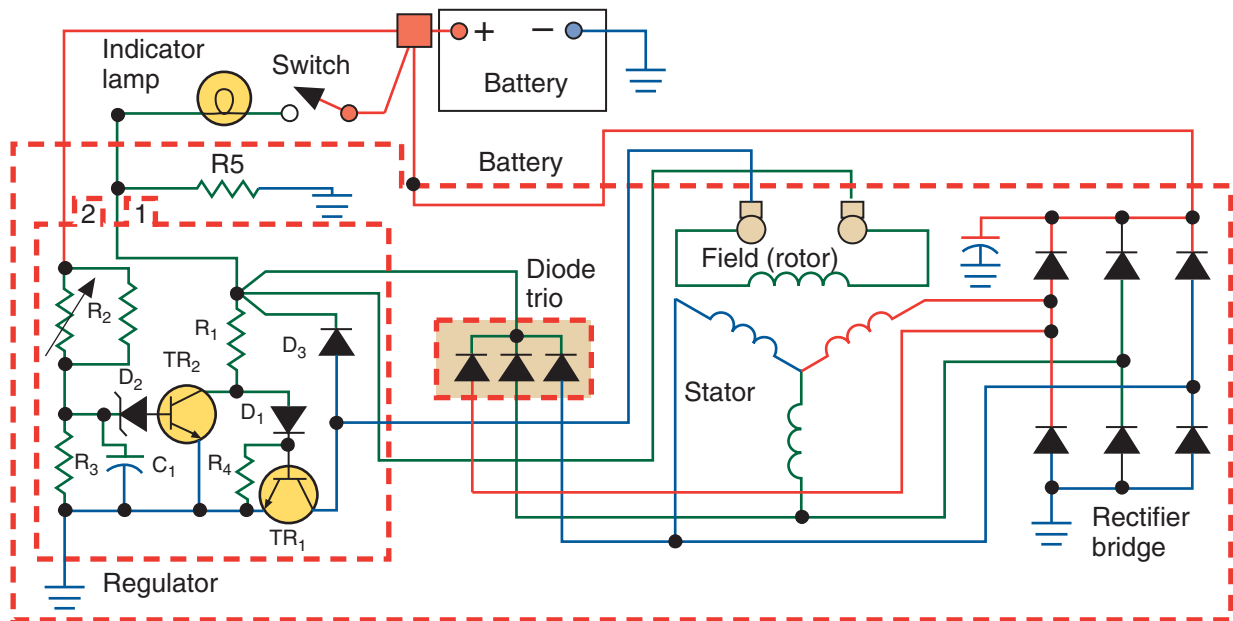 Indicator
lamp
Switch
+ −
Battery
R5
Battery
2 1
Field (rotor)
Diode
trio
R2
R1
TR2
D3
D2
D1
Stator
R3
C1
R4
TR1
Rectifier
bridge
Regulator